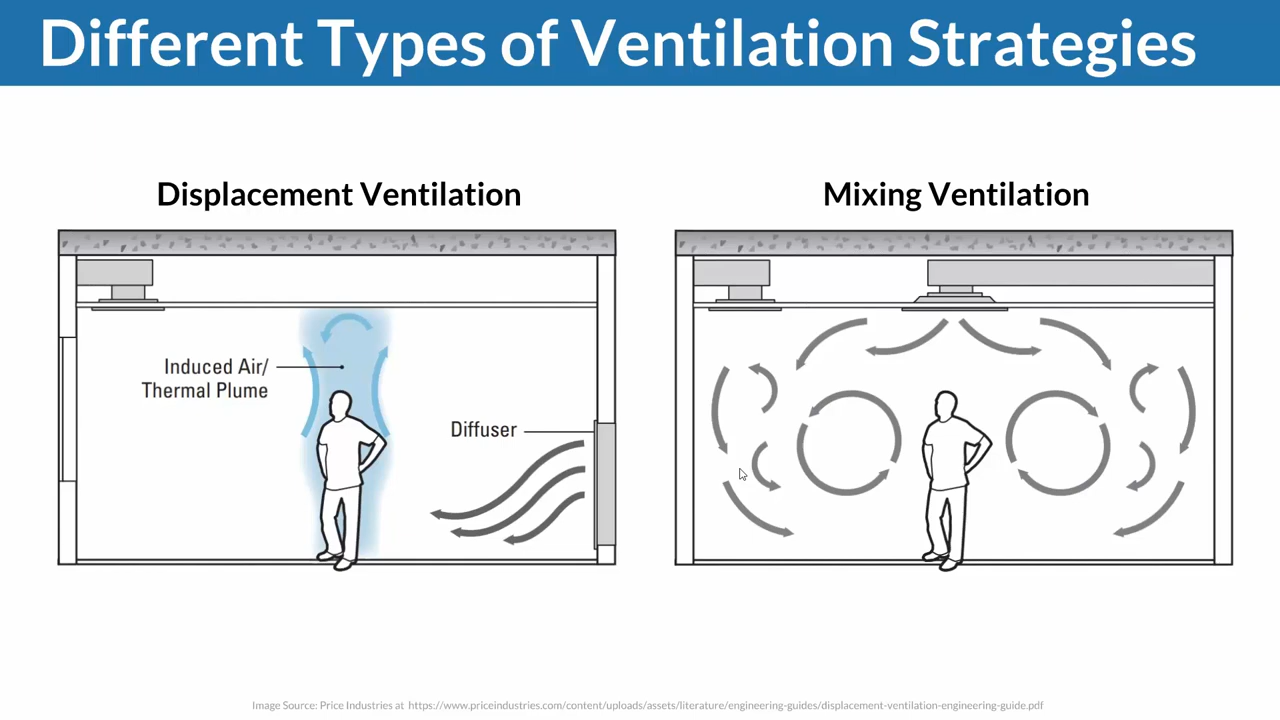 Different Types of Ventilation Strategies
Displacement Ventilation
Mixing Ventilation
Induced Air/
Thermal Plume
Diffuser
Image Source: Price Industries at https://www.priceindustries.com/content/uploads/assets/literature/engineering-guides/displacement-ventilation-engineering-guide.pdf